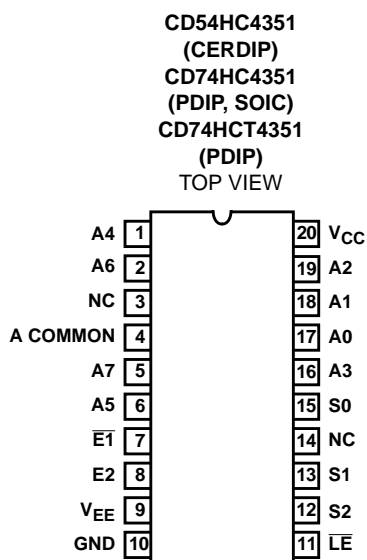 CD54HC4351
(CERDIP)
CD74HC4351
(PDIP, SOIC)
CD74HCT4351
(PDIP)
TOP VIEW
A4 1 20 VCC
A6 2 19 A2
NC 3 18 A1
A COMMON 4 17 A0
A7 5 16 A3
A5 6 15 S0
E1 7 14 NC
E2 8 13 S1
VEE 9 12 S2
GND 10 11 LE